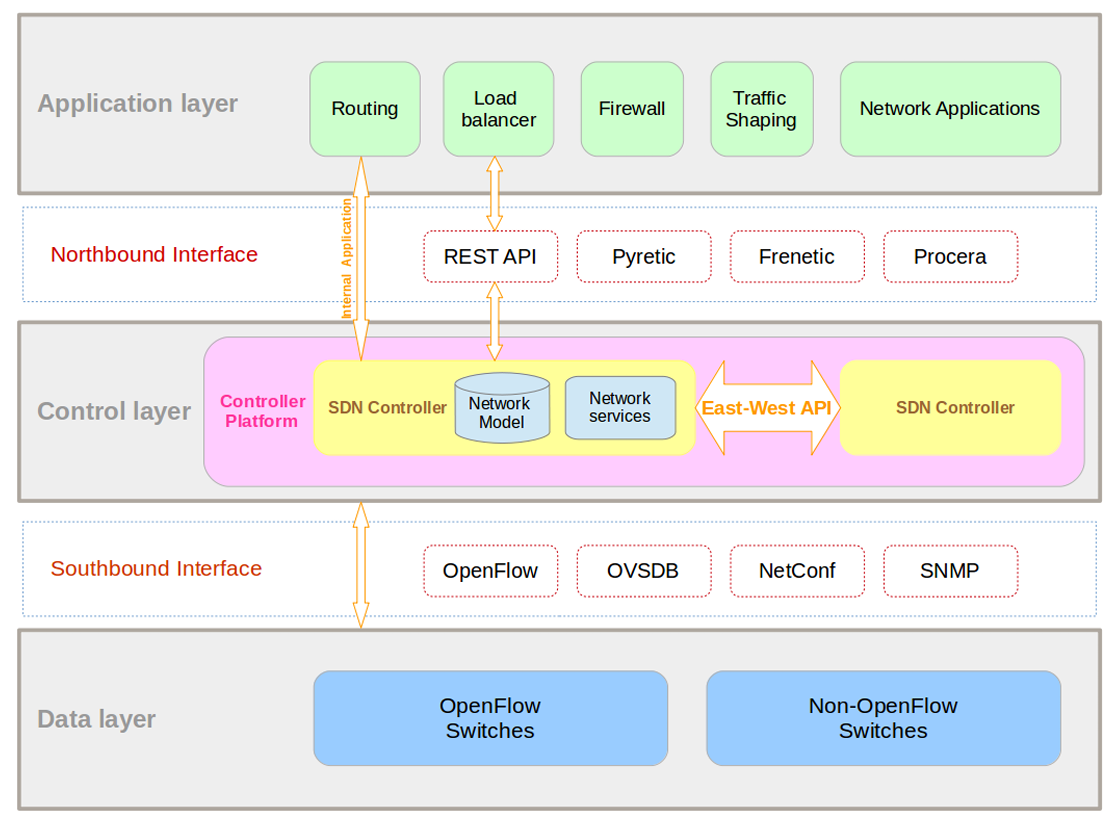 Application layer
Routing
Load
balancer
Firewall
Traffic
Shaping
Network Applications
Internal Application
Northbound Interface
REST API
Pyretic
Frenetic
Procera
Control layer
Controller
Platform
SDN Controller
Network
Model
Network
services
East-West API
SDN Controller
Southbound Interface
OpenFlow
OVSDB
NetConf
SNMP
Data layer
OpenFlow
Switches
Non-OpenFlow
Switches